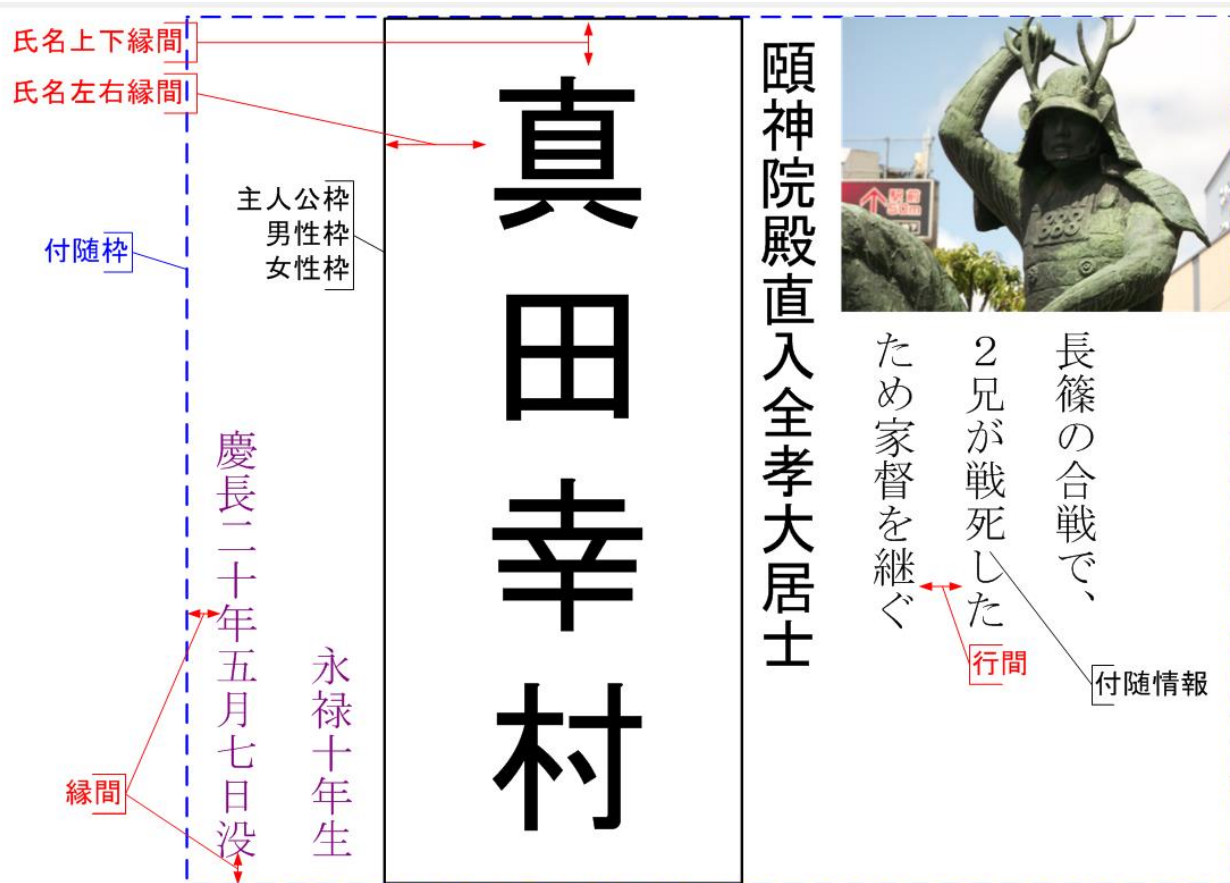 氏名上下縁間
氏名左右縁間
主人公枠
男性枠
女性枠
付随枠
縁間
長篠の合戦で、
２兄が戦死した
ため家督を継ぐ
行間
付随情報
頤神院殿直入全孝大居士
真田幸村
永禄十年生
慶長二十年五月七日没
駅前
50m